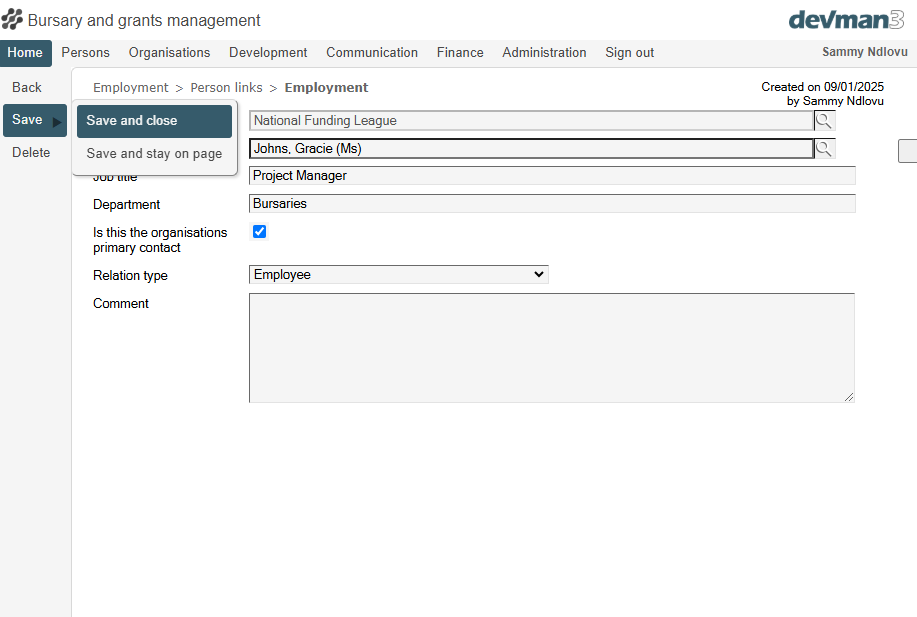 Bursary and grants management
devman3
Home Persons Organisations Development Communication Finance Administration Sign out Sammy Ndlovu
Back
Save
Delete
Employment > Person links > Employment
Created on 09/01/2025
by Sammy Ndlovu
Save and close
Save and stay on page
National Funding League
Johns, Gracie (Ms)
Job title Project Manager
Department Bursaries
Is this the organisations
primary contact
Relation type Employee
Comment